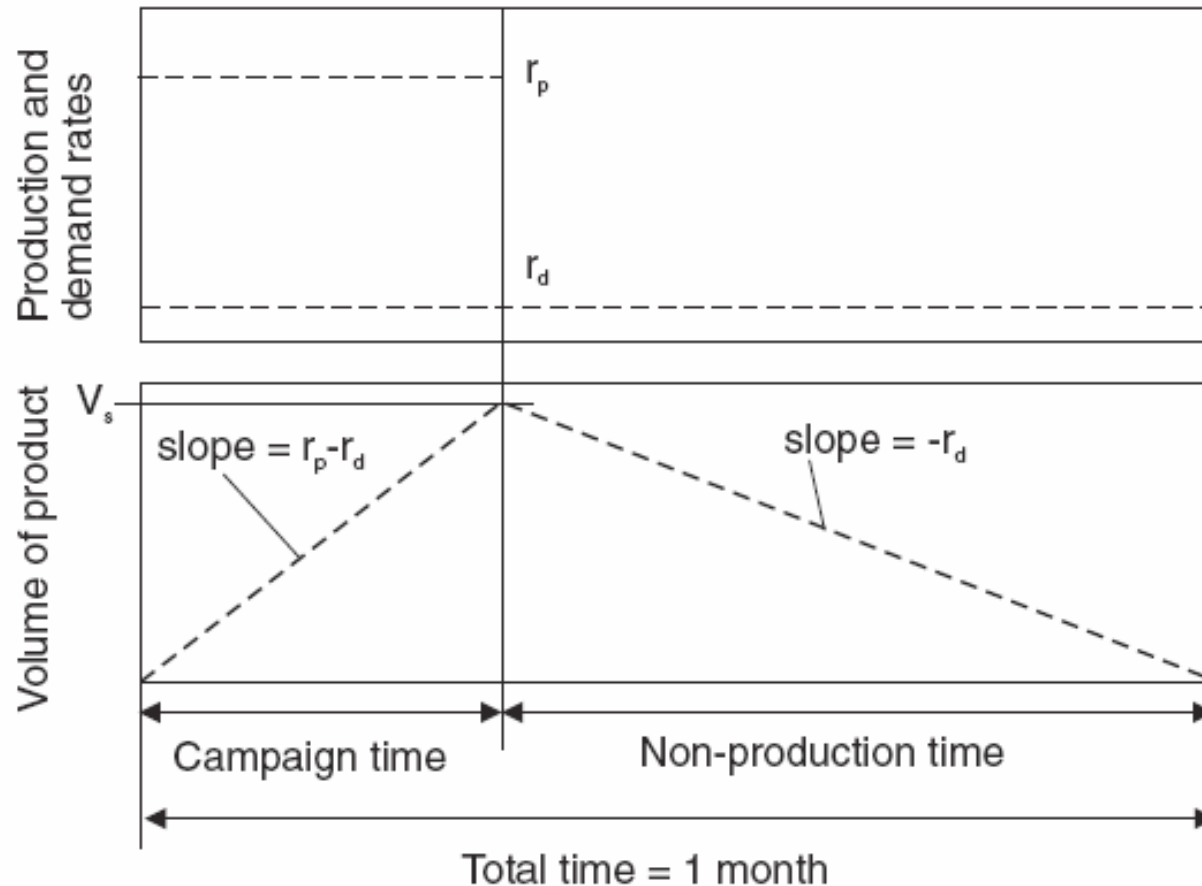 Production and
demand rates
r_p
r_d
Volume of product
V_s
slope = r_p-r_d
slope = -r_d
Campaign time
Non-production time
Total time = 1 month